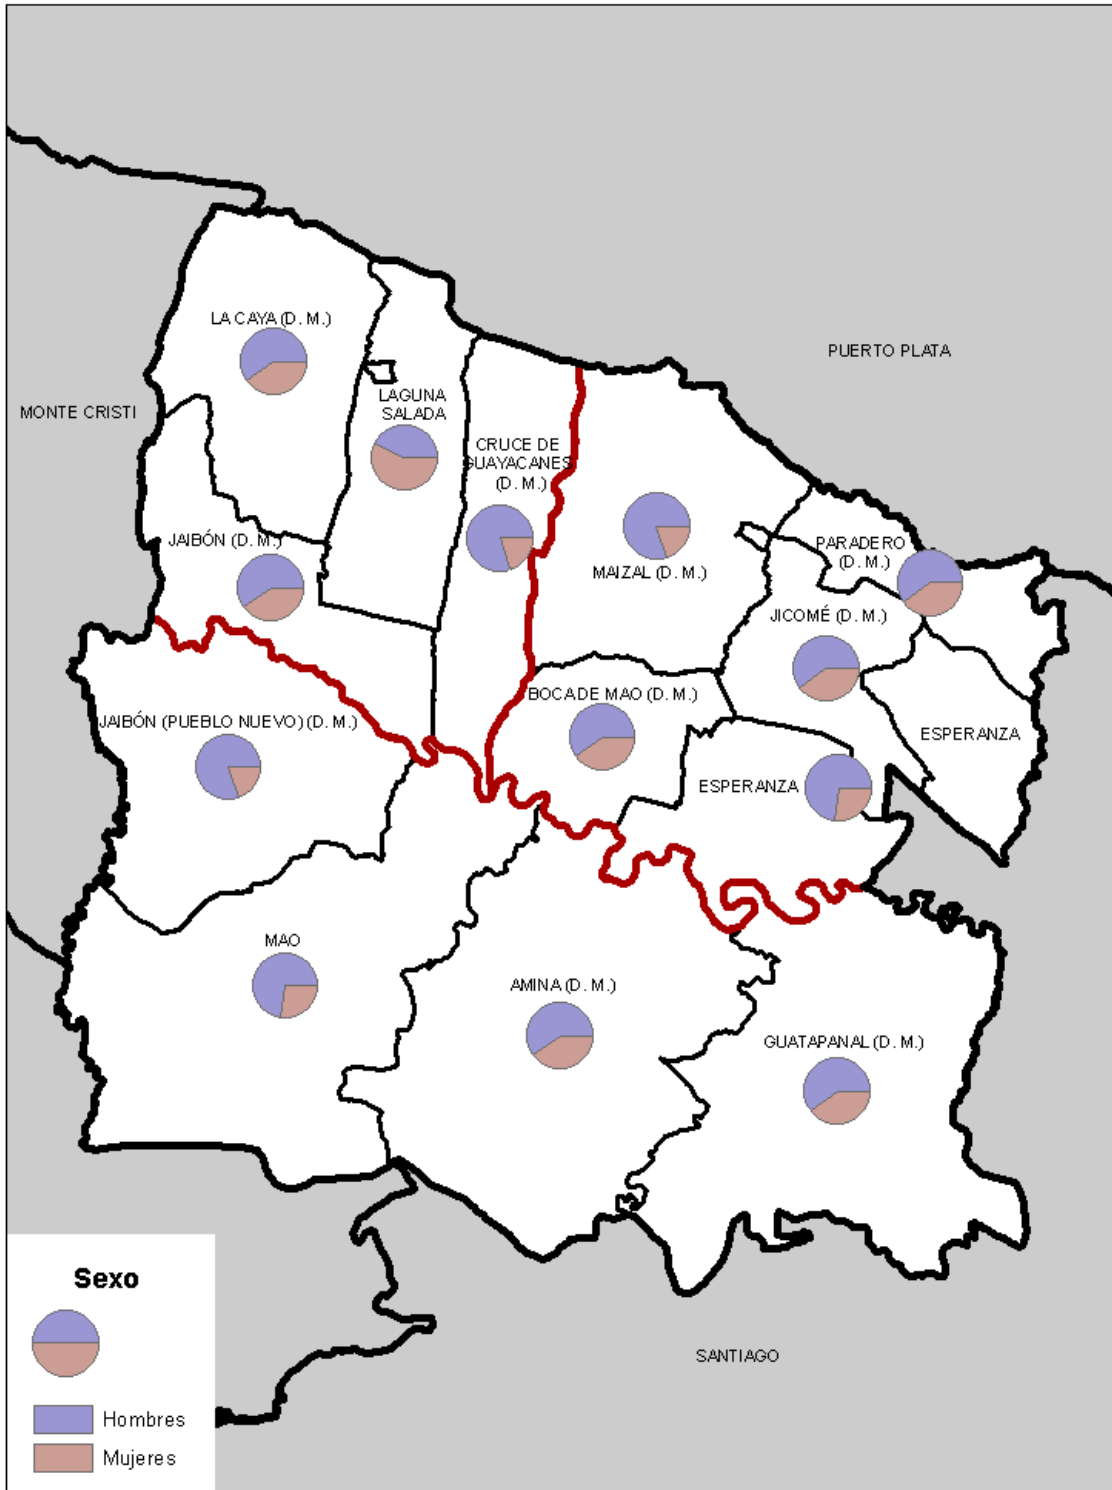 LA CAYA (D. M.)
PUERTO PLATA
MONTE CRISTI
LAGUNA
SALADA
CRUCE DE
GUAYACANES
(D. M.)
JAIBÓN (D. M.)
PARADERO
(D. M.)
MAIZAL (D. M.)
JICOMÉ (D. M.)
BOCA DE MAO (D. M.)
JAIBÓN (PUEBLO NUEVO) (D. M.)
ESPERANZA
ESPERANZA
MAO
AMINA (D. M.)
GUATAPANAL (D. M.)
Sexo
SANTIAGO
Hombres
Mujeres